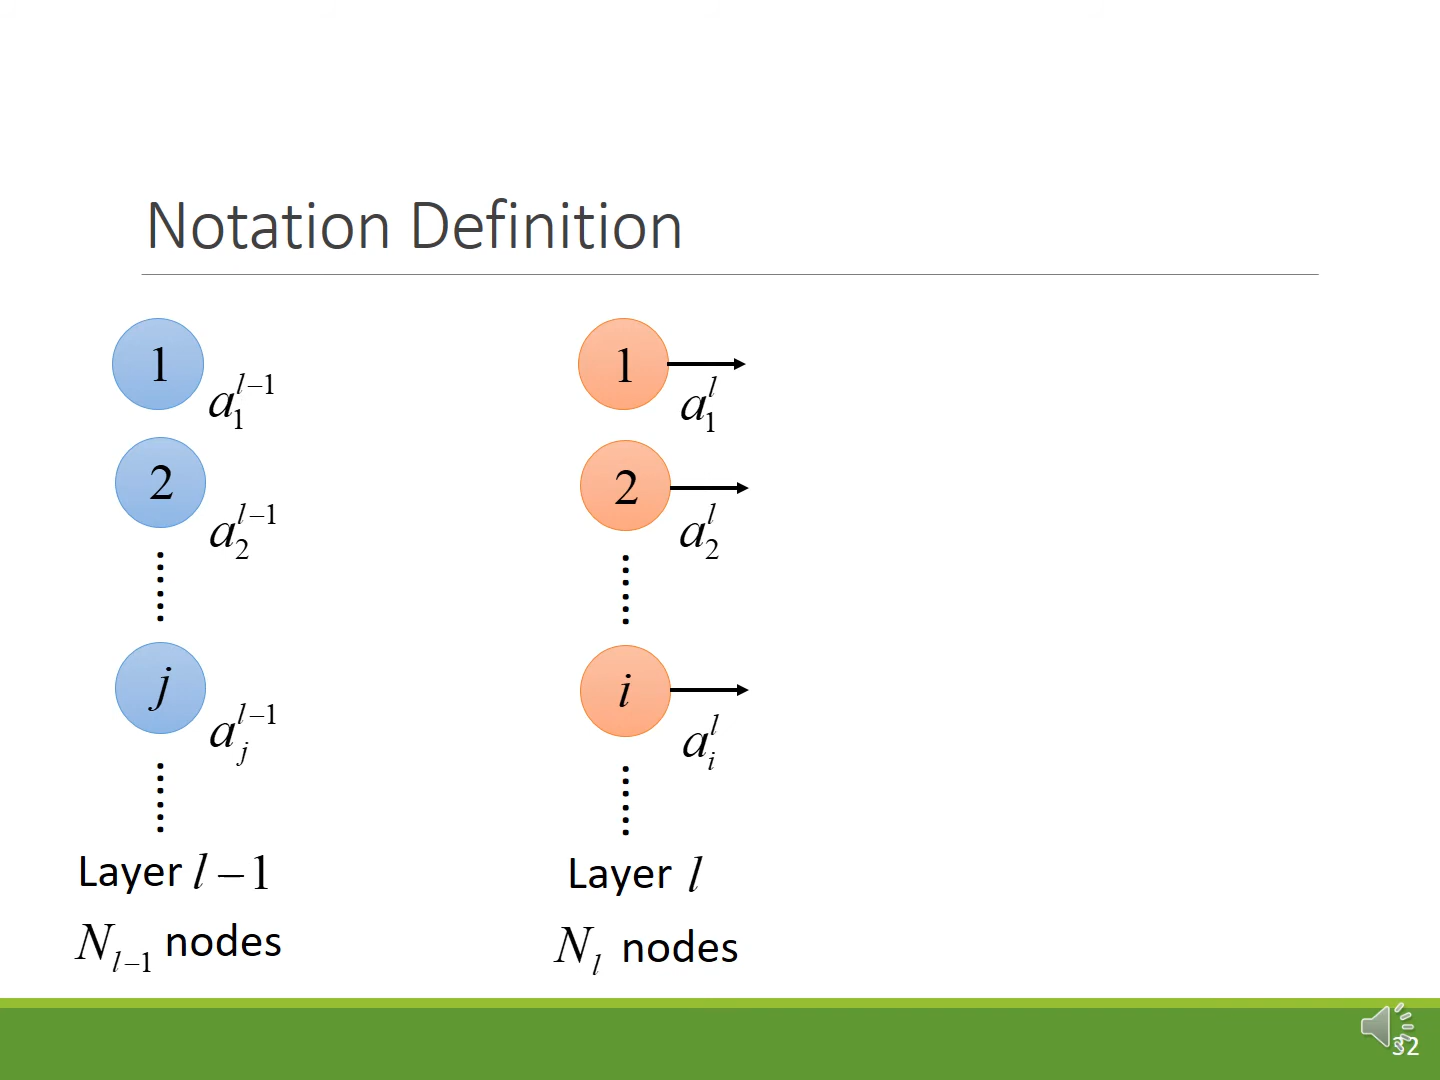 Notation Definition
1
a_1^{l-1}
2
a_2^{l-1}
j
a_j^{l-1}
Layer l-1
N_{l-1} nodes
1
a_1^l
2
a_2^l
i
a_i^l
Layer l
N_l nodes
32